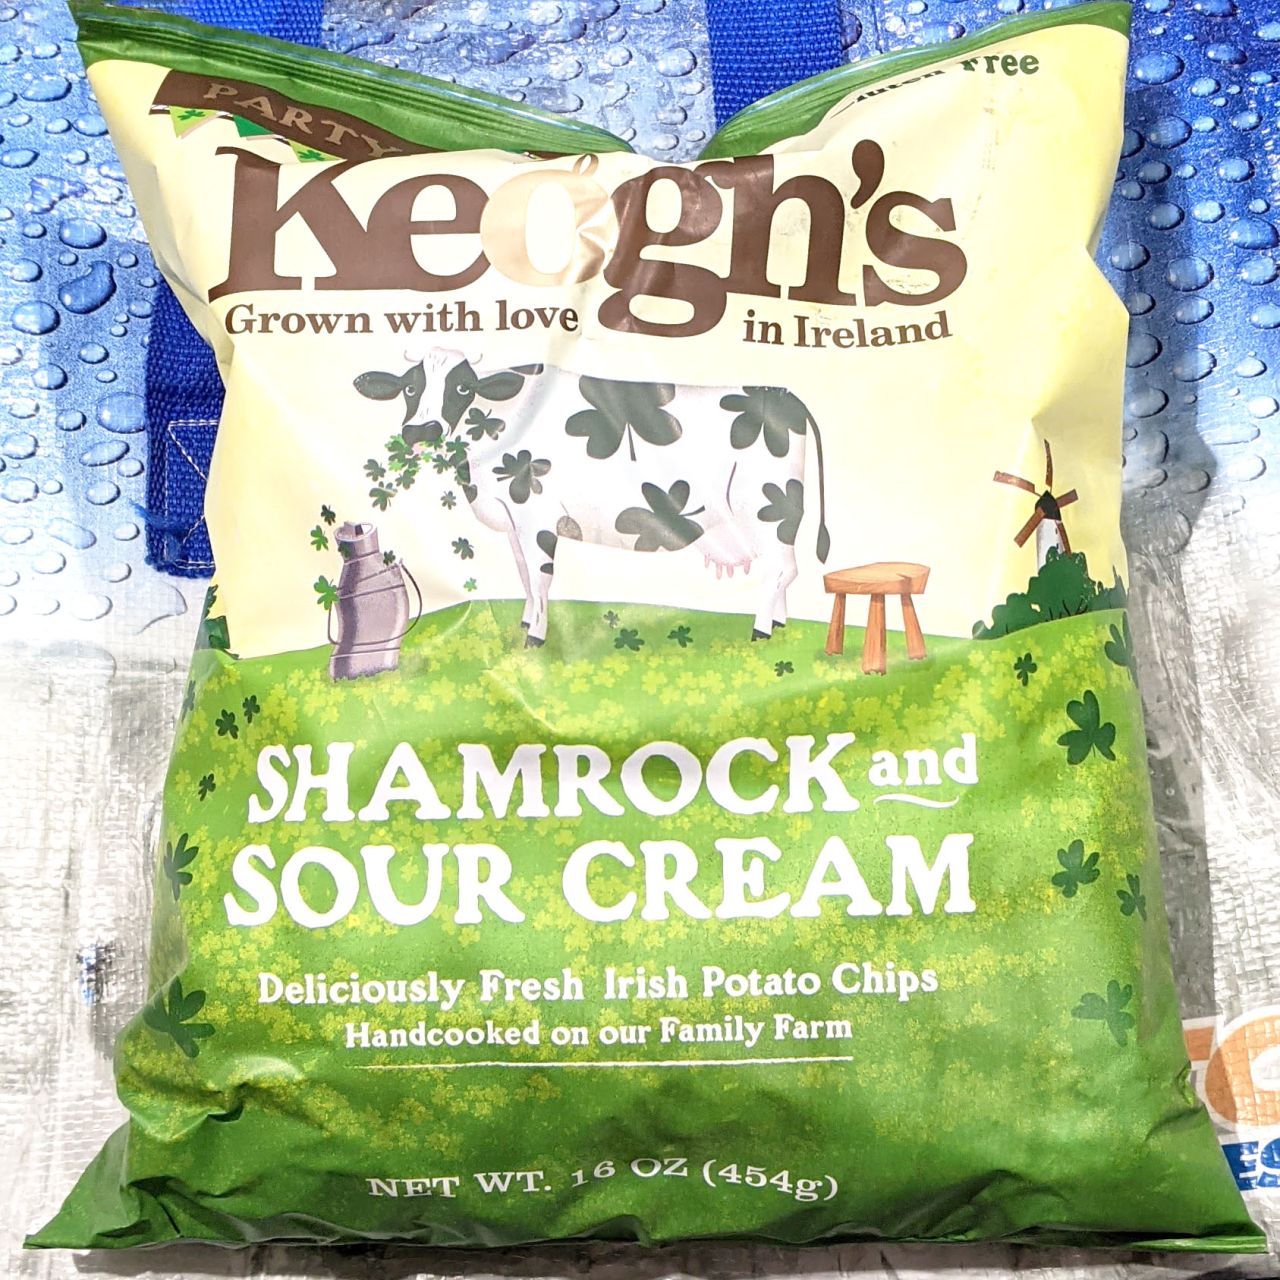 PARTY
Free
Keogh's
Grown with love in Ireland
SHAMROCK and
SOUR CREAM
Deliciously Fresh Irish Potato Chips
Handcooked on our Family Farm
NET WT. 16 OZ (454g)